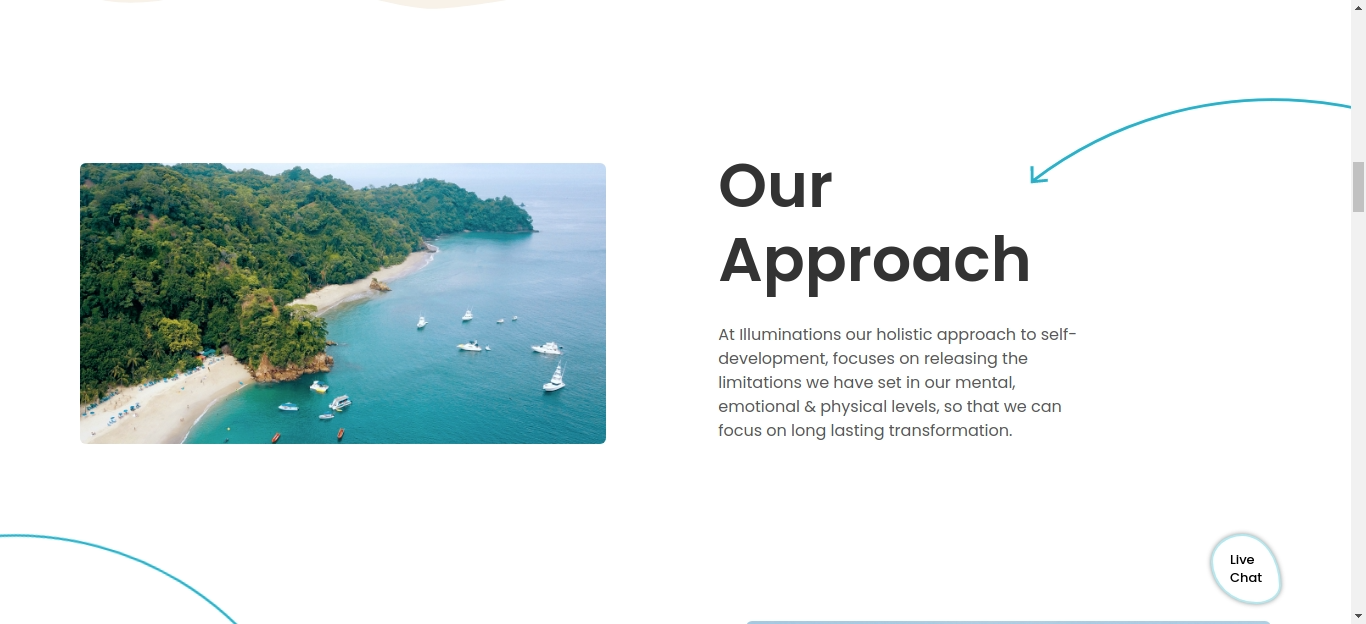 Our
Approach
At Illuminations our holistic approach to self-
development, focuses on releasing the
limitations we have set in our mental,
emotional & physical levels, so that we can
focus on long lasting transformation.
Live
Chat